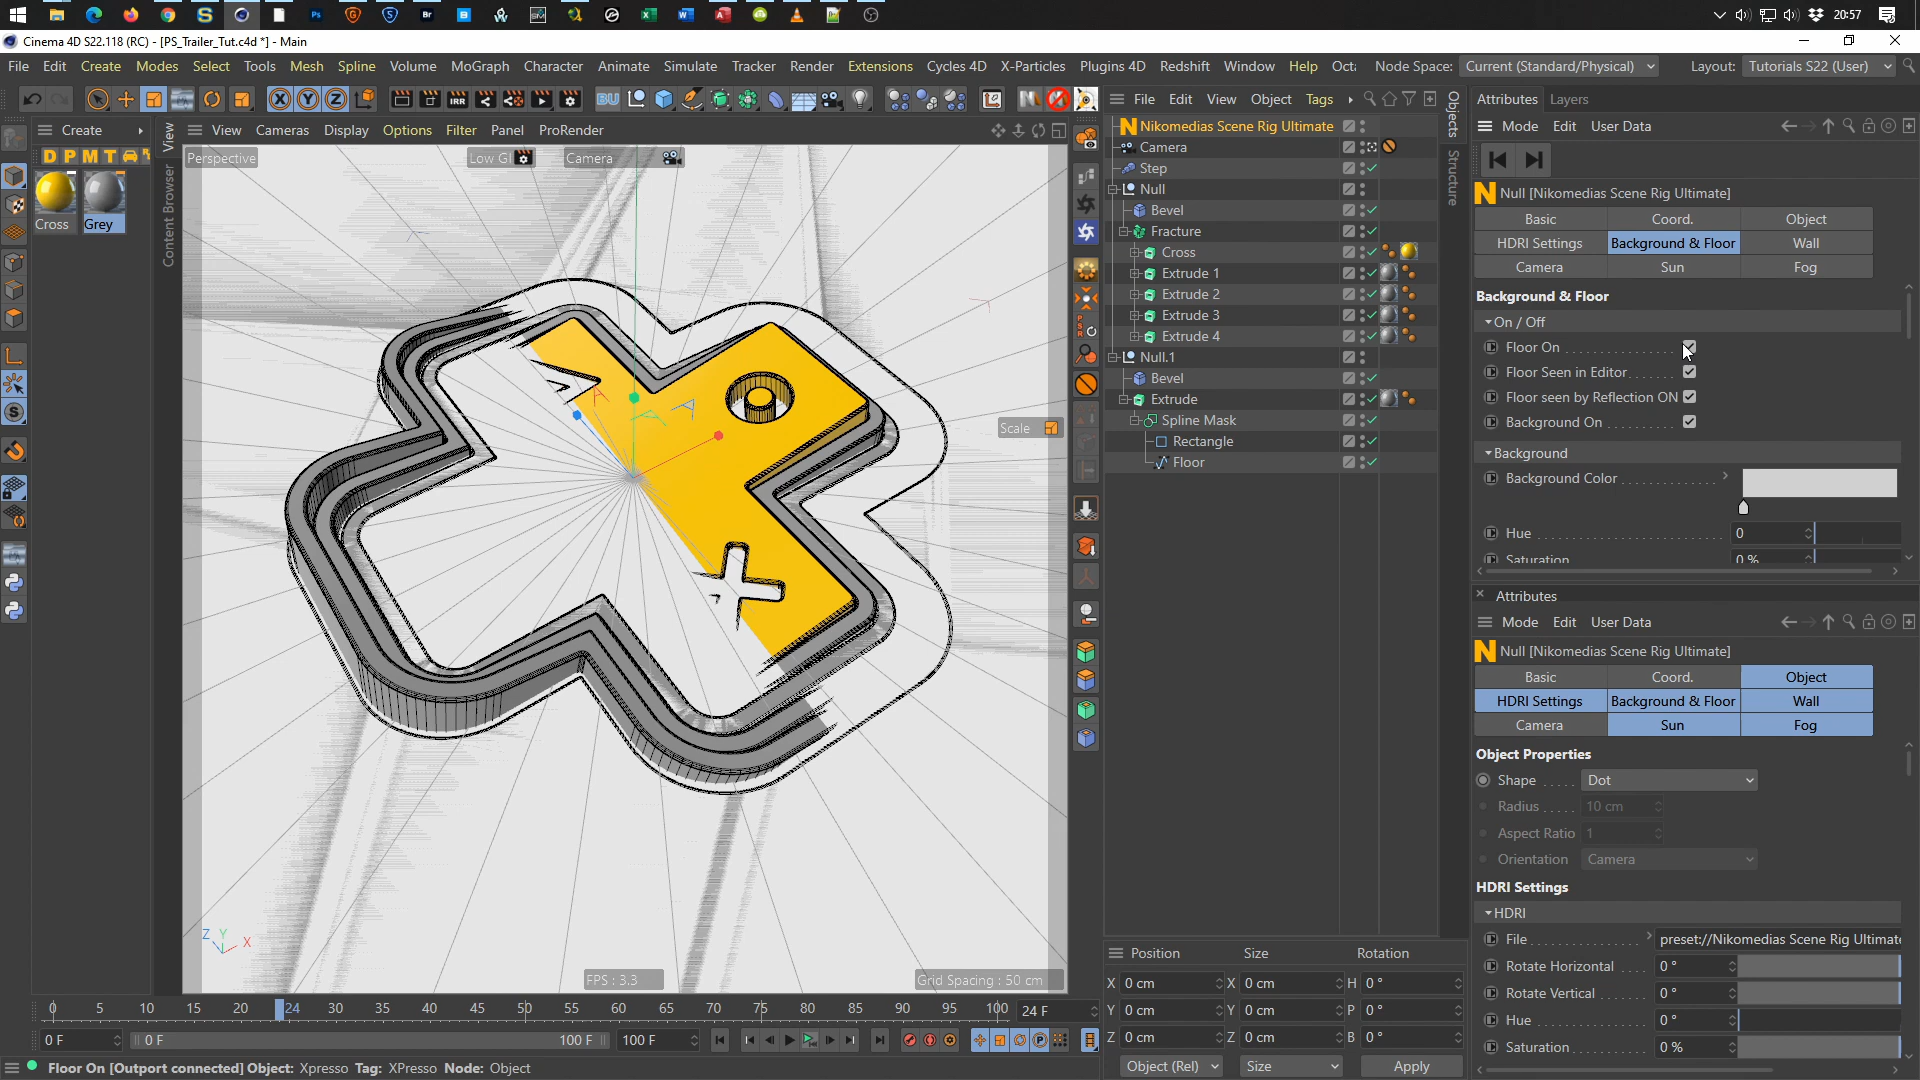 20:57
Cinema 4D S22.118 (RC) - [PS_Trailer_Tut.c4d *] - Main
File Edit Create Modes Select Tools Mesh Spline Volume MoGraph Character Animate Simulate Tracker Render Extensions Cycles 4D X-Particles Plugins 4D Redshift Window Help Octa Node Space: Current (Standard/Physical) Layout: Tutorials S22 (User)
File Edit View Object Tags Attributes Layers
Create View Cameras Display Options Filter Panel ProRender
Mode Edit User Data
Perspective Low GI Camera
Cross Grey
View
Content Browser
Objects
Structure
Nikomedias Scene Rig Ultimate
Camera
Step
Null
Bevel
Fracture
Cross
Extrude 1
Extrude 2
Extrude 3
Extrude 4
Null.1
Bevel
Extrude
Spline Mask
Rectangle
Floor
Scale
FPS : 3.3
Grid Spacing : 50 cm
Z Y X
Null [Nikomedias Scene Rig Ultimate]
Basic Coord. Object
HDRI Settings Background & Floor Wall
Camera Sun Fog
Background & Floor
On / Off
Floor On
Floor Seen in Editor
Floor seen by Reflection ON
Background On
Background
Background Color
Hue 0
Saturation 0 %
Attributes
Mode Edit User Data
Null [Nikomedias Scene Rig Ultimate]
Basic Coord. Object
HDRI Settings Background & Floor Wall
Camera Sun Fog
Object Properties
Shape Dot
Radius 10 cm
Aspect Ratio 1
Orientation Camera
HDRI Settings
HDRI
File preset://Nikomedias Scene Rig Ultimate
Rotate Horizontal 0 °
Rotate Vertical 0 °
Hue 0 °
Saturation 0 %
Position Size Rotation
X 0 cm X 0 cm H 0 °
Y 0 cm Y 0 cm P 0 °
Z 0 cm Z 0 cm B 0 °
Object (Rel) Size Apply
0 5 10 15 20 24 30 35 40 45 50 55 60 65 70 75 80 85 90 95 100 24 F
0 F 0 F 100 F 100 F
Floor On [Outport connected] Object: Xpresso Tag: XPresso Node: Object